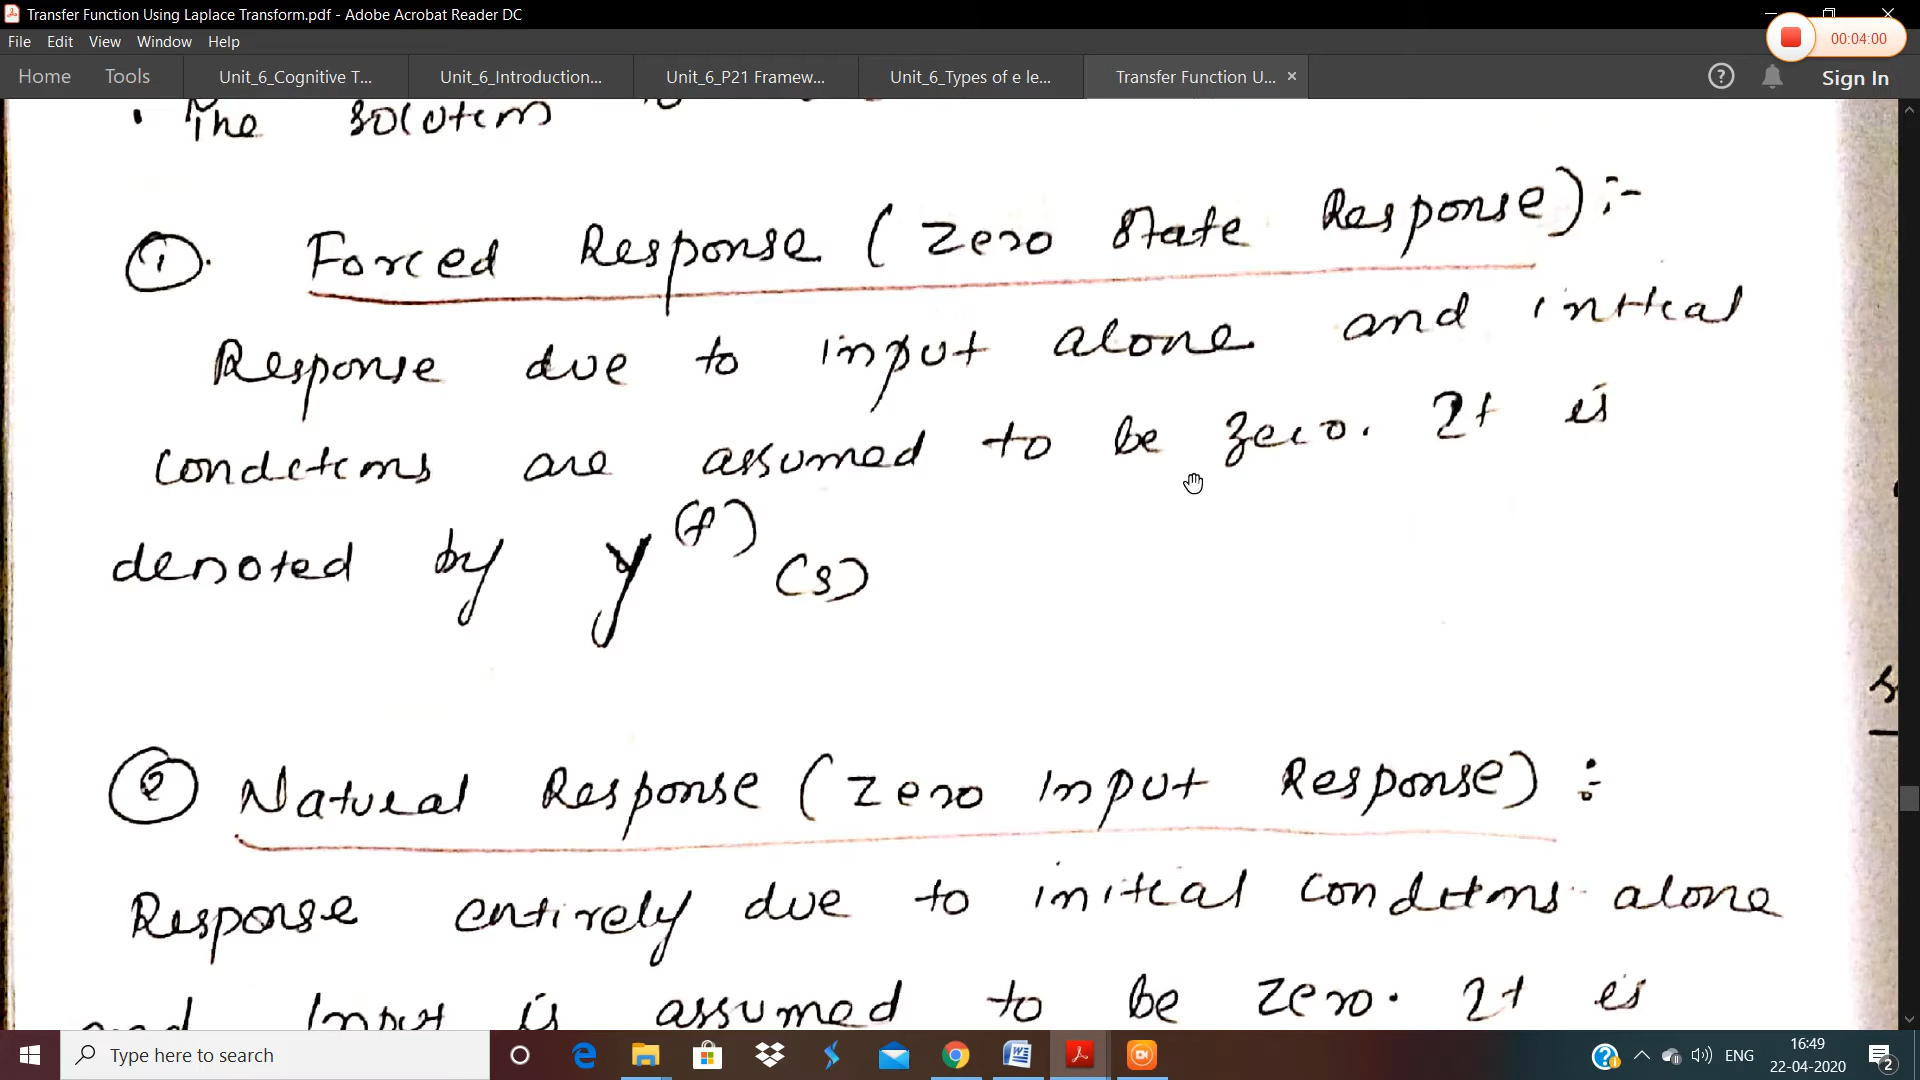 Transfer Function Using Laplace Transform.pdf - Adobe Acrobat Reader DC
File Edit View Window Help
00:04:00
Home Tools Unit_6_Cognitive T... Unit_6_Introduction... Unit_6_P21 Framew... Unit_6_Types of e le... Transfer Function U... × Sign In
• The solution
① Forced Response (Zero State Response) :-
Response due to input alone and initial
conditions are assumed to be zero. It is
denoted by y^(f) (s)
② Natural Response (Zero Input Response) :
Response entirely due to initial conditions alone
and Input is assumed to be zero. It is
Type here to search
ENG
16:49
22-04-2020
2